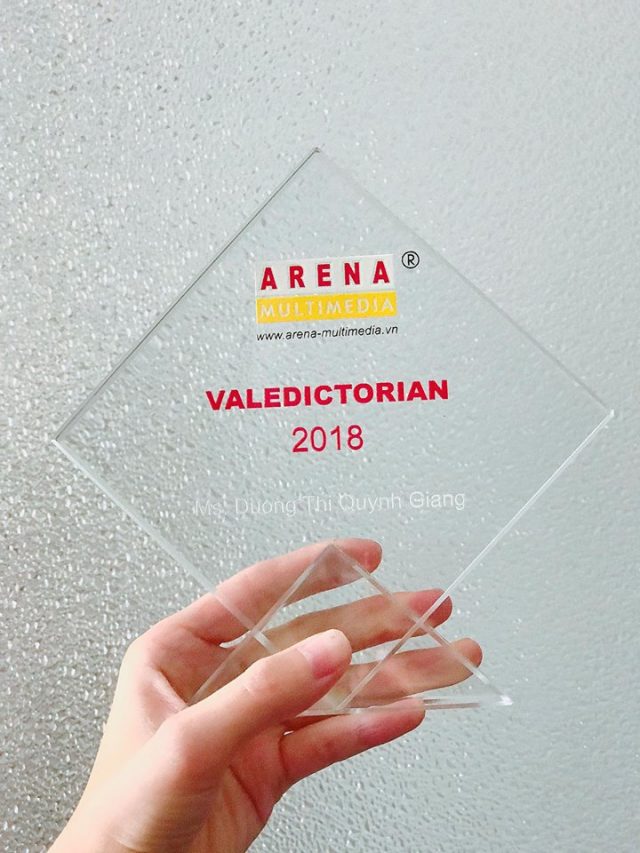 ARENA ®
MULTIMEDIA
www.arena-multimedia.vn
VALEDICTORIAN
2018
Ms. Duong Thi Quynh Giang